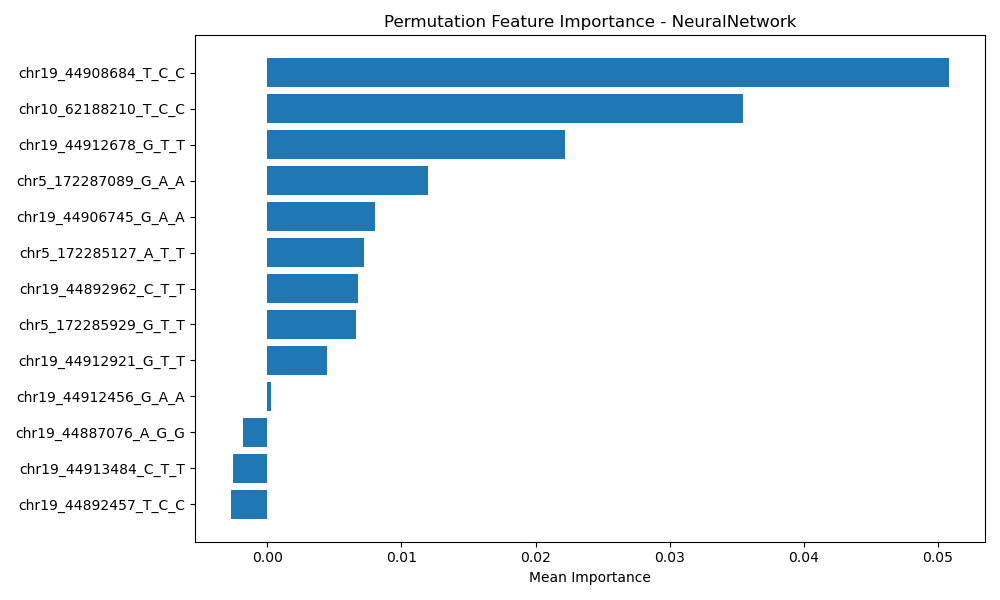 Permutation Feature Importance - NeuralNetwork
chr19_44908684_T_C_C
chr10_62188210_T_C_C
chr19_44912678_G_T_T
chr5_172287089_G_A_A
chr19_44906745_G_A_A
chr5_172285127_A_T_T
chr19_44892962_C_T_T
chr5_172285929_G_T_T
chr19_44912921_G_T_T
chr19_44912456_G_A_A
chr19_44887076_A_G_G
chr19_44913484_C_T_T
chr19_44892457_T_C_C
0.00 0.01 0.02 0.03 0.04 0.05
Mean Importance